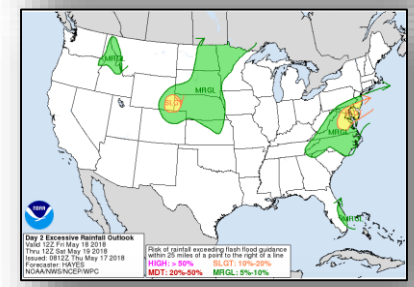 MRGL
SLGT
MRGL
SLGT
MRGL
MRGL
NOAA
Day 2 Excessive Rainfall Outlook
Valid 12Z Fri May 18 2018
Thru 12Z Sat May 19 2018
Issued: 0812Z Thu May 17 2018
Forecaster: HAYES
NOAA/NWS/NCEP/WPC
Risk of rainfall exceeding flash flood guidance
within 25 miles of a point to the right of a line
HIGH: > 50% SLGT: 10%-20%
MDT: 20%-50% MRGL: 5%-10%